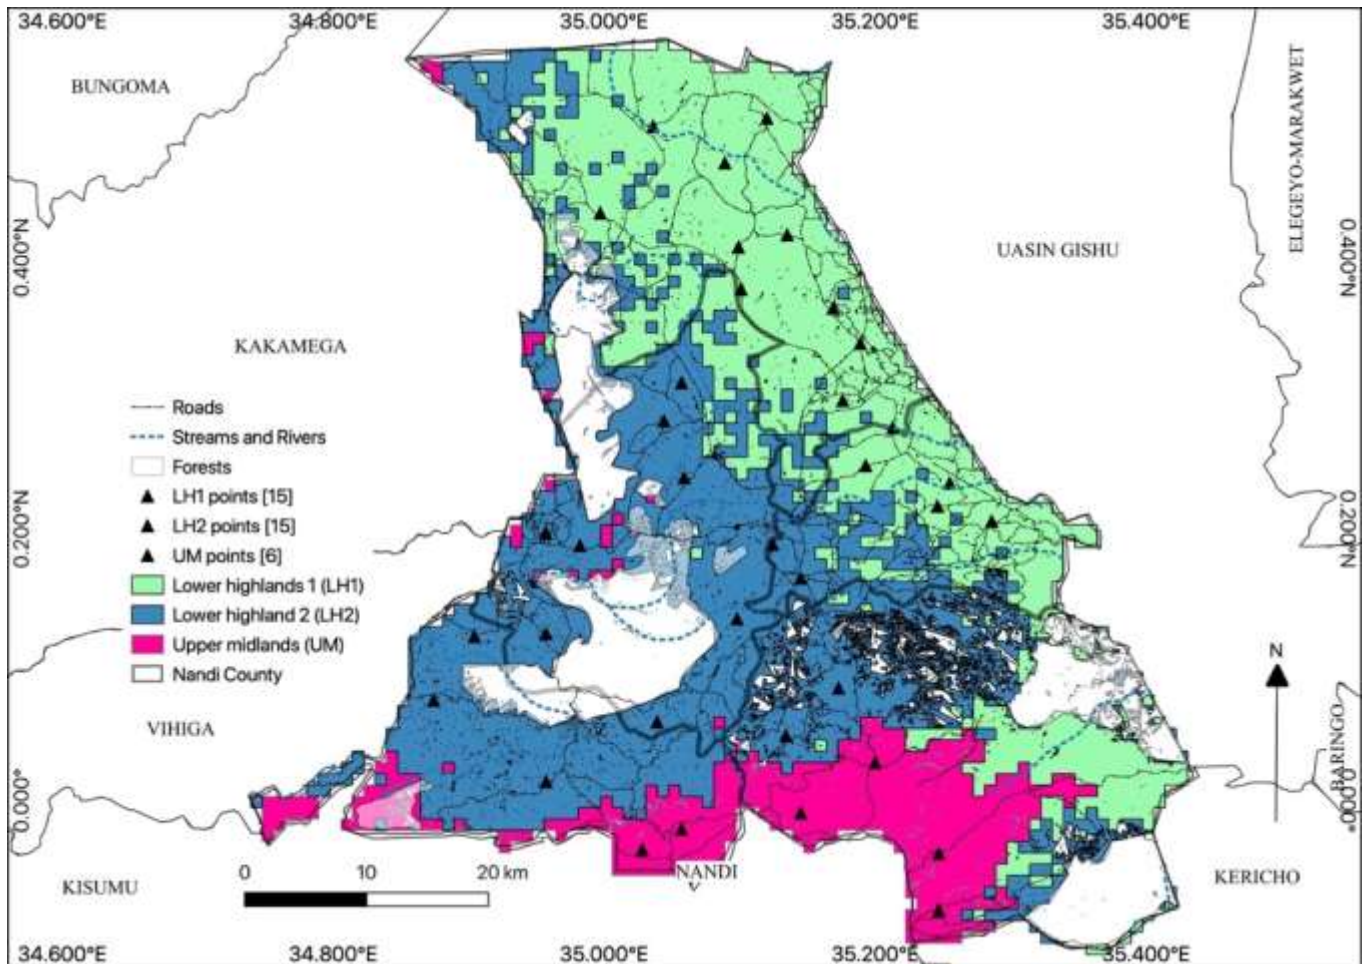 34.600°E 34.800°E 35.000°E 35.200°E 35.400°E
BUNGOMA
ELEGEYO-MARAKWET
UASIN GISHU
0.400°N
0.400°N
KAKAMEGA
Roads
Streams and Rivers
Forests
LH1 points [15]
LH2 points [15]
UM points [6]
Lower highlands 1 (LH1)
Lower highland 2 (LH2)
Upper midlands (UM)
Nandi County
0.200°N
0.200°N
N
VIHIGA
BARINGO
0.000°
0.000°
0 10 20 km
NANDI
KISUMU
KERICHO
34.600°E 34.800°E 35.000°E 35.200°E 35.400°E